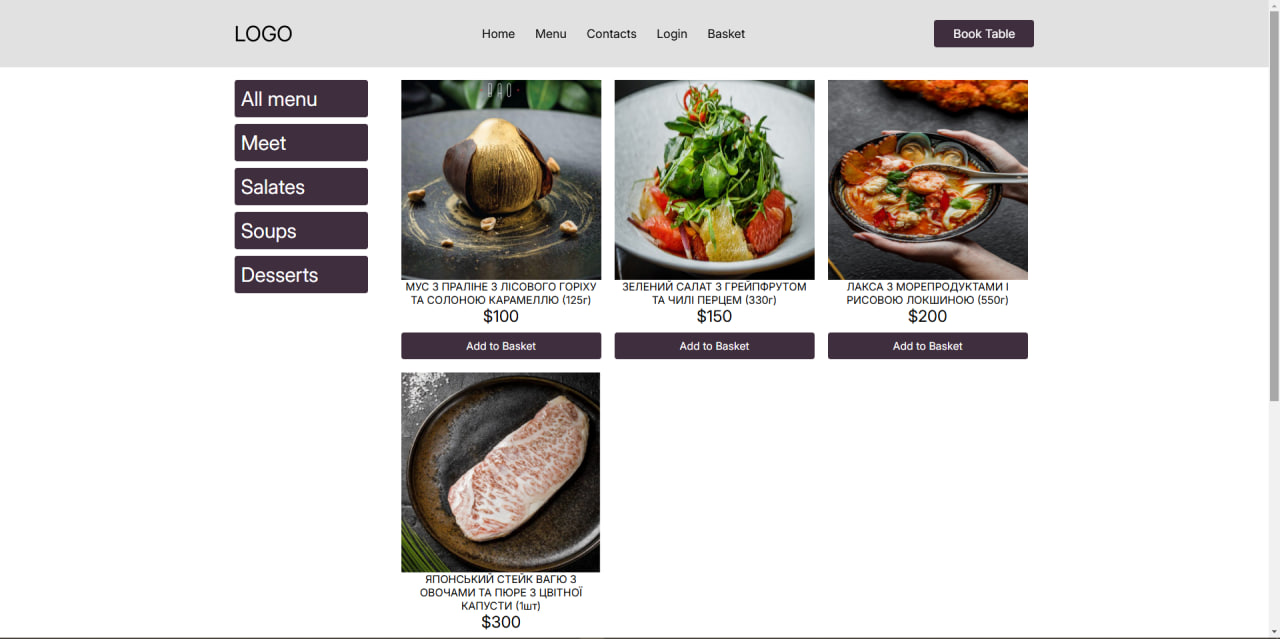 LOGO
Home
Menu
Contacts
Login
Basket
Book Table
All menu
Meet
Salates
Soups
Desserts
BAO
МУС З ПРАЛІНЕ З ЛІСОВОГО ГОРІХУ
ТА СОЛОНОЮ КАРАМЕЛЛЮ (125г)
$100
Add to Basket
ЗЕЛЕНИЙ САЛАТ З ГРЕЙПФРУТОМ
ТА ЧИЛІ ПЕРЦЕМ (330г)
$150
Add to Basket
ЛАКСА З МОРЕПРОДУКТАМИ І
РИСОВОЮ ЛОКШИНОЮ (550г)
$200
Add to Basket
ЯПОНСЬКИЙ СТЕЙК ВАГЮ З
ОВОЧАМИ ТА ПЮРЕ З ЦВІТНОЇ
КАПУСТИ (1шт)
$300